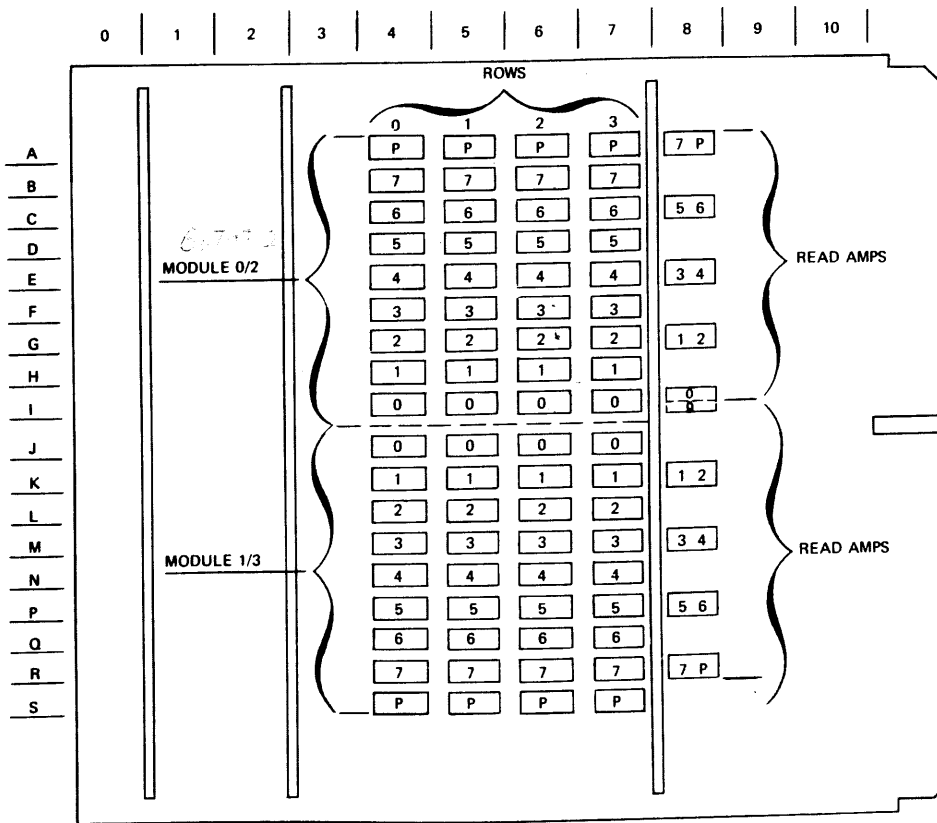 0 1 2 3 4 5 6 7 8 9 10
ROWS
0 1 2 3
A P P P P 7 P
B 7 7 7 7
C 6 6 6 6 5 6
D 5 5 5 5
MODULE 0/2
E 4 4 4 4 3 4
READ AMPS
F 3 3 3 3
G 2 2 2 2 1 2
H 1 1 1 1
0
I 0 0 0 0
0
J 0 0 0 0
K 1 1 1 1 1 2
L 2 2 2 2
M 3 3 3 3 3 4
READ AMPS
MODULE 1/3
N 4 4 4 4
P 5 5 5 5 5 6
Q 6 6 6 6
R 7 7 7 7 7 P
S P P P P